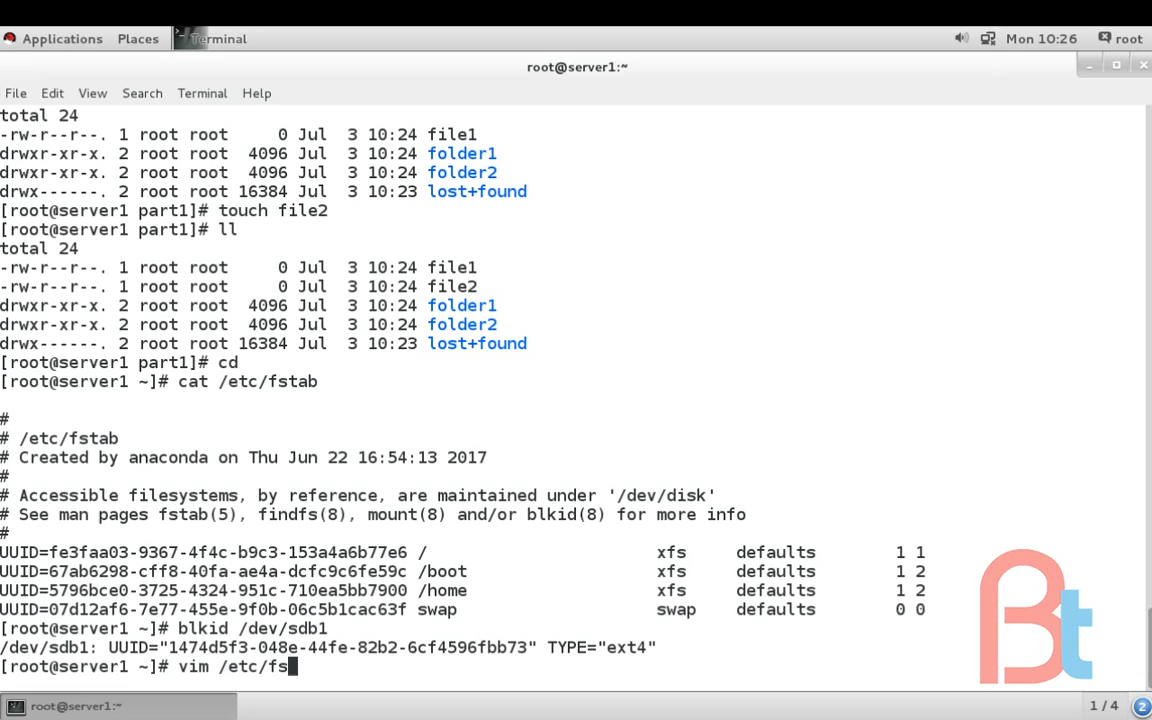 Applications Places Terminal Mon 10:26 root
root@server1:~
File Edit View Search Terminal Help
total 24
-rw-r--r--. 1 root root     0 Jul  3 10:24 file1
drwxr-xr-x. 2 root root  4096 Jul  3 10:24 folder1
drwxr-xr-x. 2 root root  4096 Jul  3 10:24 folder2
drwx------. 2 root root 16384 Jul  3 10:23 lost+found
[root@server1 part1]# touch file2
[root@server1 part1]# ll
total 24
-rw-r--r--. 1 root root     0 Jul  3 10:24 file1
-rw-r--r--. 1 root root     0 Jul  3 10:24 file2
drwxr-xr-x. 2 root root  4096 Jul  3 10:24 folder1
drwxr-xr-x. 2 root root  4096 Jul  3 10:24 folder2
drwx------. 2 root root 16384 Jul  3 10:23 lost+found
[root@server1 part1]# cd
[root@server1 ~]# cat /etc/fstab
#
# /etc/fstab
# Created by anaconda on Thu Jun 22 16:54:13 2017
#
# Accessible filesystems, by reference, are maintained under '/dev/disk'
# See man pages fstab(5), findfs(8), mount(8) and/or blkid(8) for more info
#
UUID=fe3faa03-9367-4f4c-b9c3-153a4a6b77e6 /                       xfs     defaults        1 1
UUID=67ab6298-cff8-40fa-ae4a-dcfc9c6fe59c /boot                   xfs     defaults        1 2
UUID=5796bce0-3725-4324-951c-710ea5bb7900 /home                   xfs     defaults        1 2
UUID=07d12af6-7e77-455e-9f0b-06c5b1cac63f swap                    swap    defaults        0 0
[root@server1 ~]# blkid /dev/sdb1
/dev/sdb1: UUID="1474d5f3-048e-44fe-82b2-6cf4596fbb73" TYPE="ext4"
[root@server1 ~]# vim /etc/fs
Bt
root@server1:~ 1 / 4 2